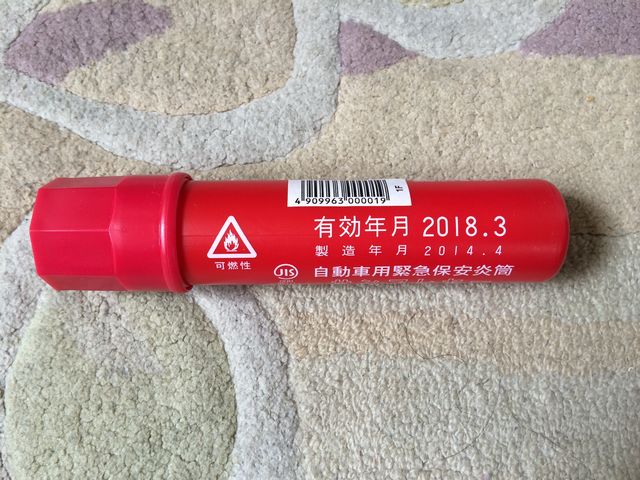 4 909963 000019
1F
有効年月 2018.3
製造年月 2014.4
可燃性
JIS
自動車用緊急保安炎筒